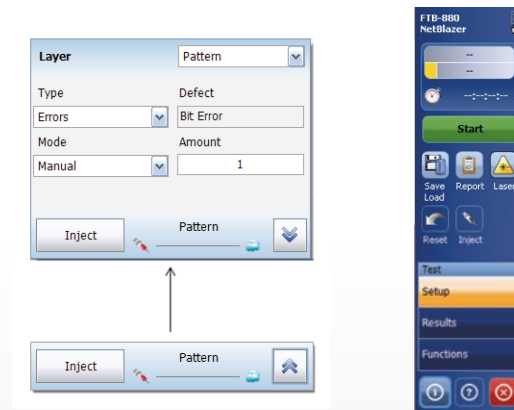 Layer Pattern
Type Defect
Errors Bit Error
Mode Amount
Manual 1
Inject Pattern
Inject Pattern
FTB-880
NetBlazer
--
--
--:--:--:--
Start
Save Load
Report
Laser
Reset
Inject
Test
Setup
Results
Functions